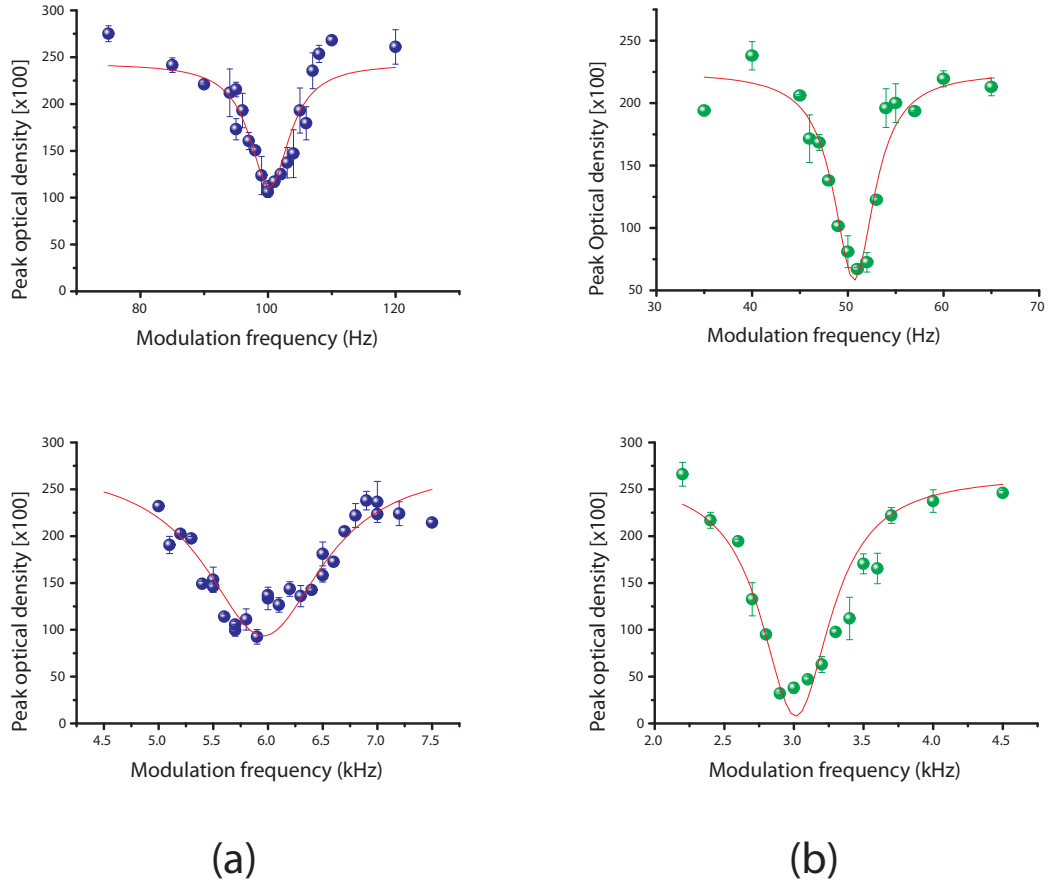 300
250
200
150
100
50
0
Peak optical density [x100]
80 100 120
Modulation frequency (Hz)
250
200
150
100
50
Peak Optical density [x100]
30 40 50 60 70
Modulation frequency (Hz)
300
250
200
150
100
50
0
Peak optical density [x100]
4.5 5.0 5.5 6.0 6.5 7.0 7.5
Modulation frequency (kHz)
300
250
200
150
100
50
0
Peak optical density [x100]
2.0 2.5 3.0 3.5 4.0 4.5
Modulation frequency (kHz)
(a) (b)